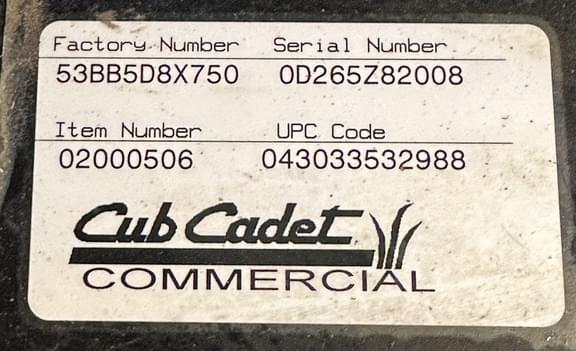 Factory Number Serial Number
53BB5D8X750 0D265Z82008
Item Number UPC Code
02000506 043033532988
Cub Cadet
COMMERCIAL